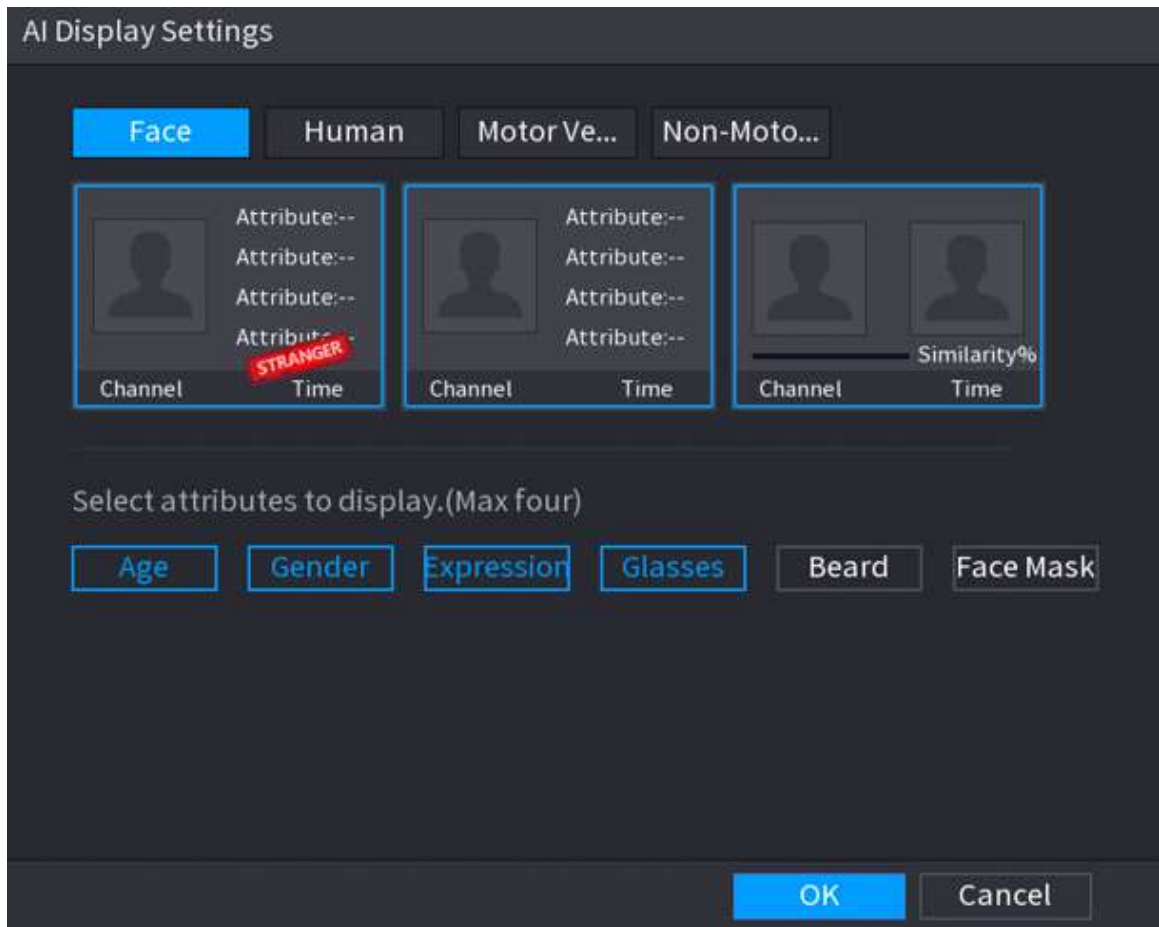 AI Display Settings
Face Human Motor Ve... Non-Moto...
Attribute:-- Attribute:--
Attribute:-- Attribute:--
Attribute:-- Attribute:--
Attribute:-- Attribute:--
STRANGER Similarity%
Channel Time Channel Time Channel Time
Select attributes to display.(Max four)
Age Gender Expression Glasses Beard Face Mask
OK Cancel